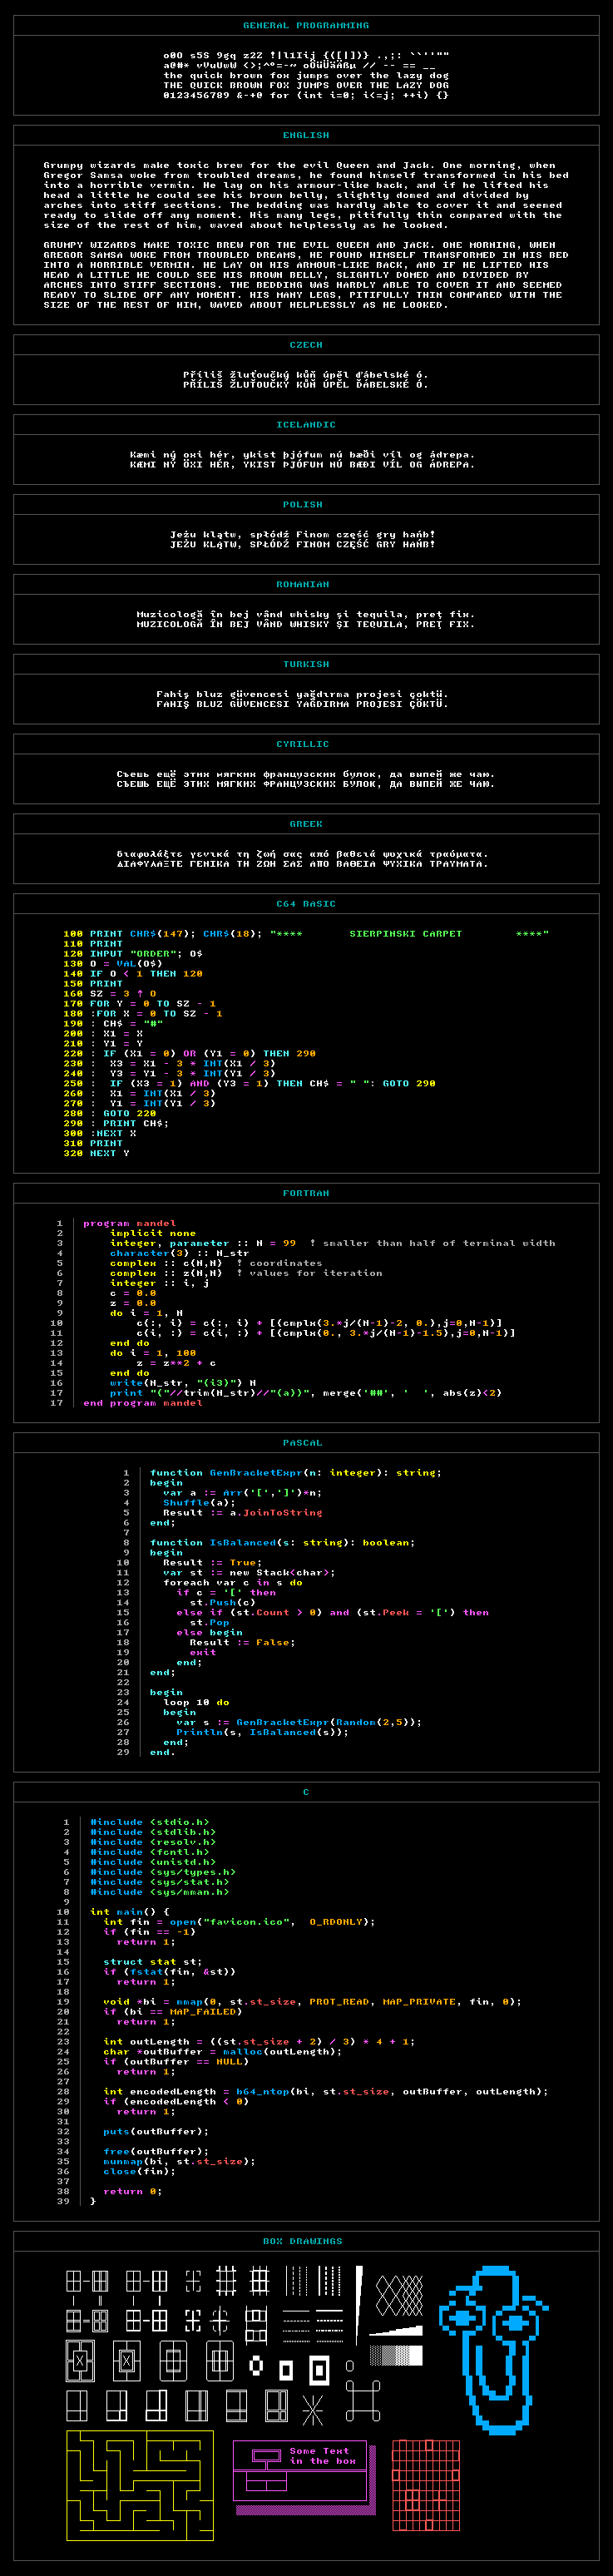 GENERAL PROGRAMMING
o0O s5S 9gq z2Z !|l1Iij {([|])} .,;: ``''""
a@#* vVuUwW <>;^°=-~ öÖüÜäÄßµ // -- == __
the quick brown fox jumps over the lazy dog
THE QUICK BROWN FOX JUMPS OVER THE LAZY DOG
0123456789 &-+@ for (int i=0; i<=j; ++i) {}
ENGLISH
Grumpy wizards make toxic brew for the evil Queen and Jack. One morning, when
Gregor Samsa woke from troubled dreams, he found himself transformed in his bed
into a horrible vermin. He lay on his armour-like back, and if he lifted his
head a little he could see his brown belly, slightly domed and divided by
arches into stiff sections. The bedding was hardly able to cover it and seemed
ready to slide off any moment. His many legs, pitifully thin compared with the
size of the rest of him, waved about helplessly as he looked.
GRUMPY WIZARDS MAKE TOXIC BREW FOR THE EVIL QUEEN AND JACK. ONE MORNING, WHEN
GREGOR SAMSA WOKE FROM TROUBLED DREAMS, HE FOUND HIMSELF TRANSFORMED IN HIS BED
INTO A HORRIBLE VERMIN. HE LAY ON HIS ARMOUR-LIKE BACK, AND IF HE LIFTED HIS
HEAD A LITTLE HE COULD SEE HIS BROWN BELLY, SLIGHTLY DOMED AND DIVIDED BY
ARCHES INTO STIFF SECTIONS. THE BEDDING WAS HARDLY ABLE TO COVER IT AND SEEMED
READY TO SLIDE OFF ANY MOMENT. HIS MANY LEGS, PITIFULLY THIN COMPARED WITH THE
SIZE OF THE REST OF HIM, WAVED ABOUT HELPLESSLY AS HE LOOKED.
CZECH
Příliš žluťoučký kůň úpěl ďábelské ó.
PŘÍLIŠ ŽLUŤOUČKÝ KŮŇ ÚPĚL ĎÁBELSKÉ Ó.
ICELANDIC
Kæmi ný öxi hér, ykist þjófum nú bæði víl og ádrepa.
KÆMI NÝ ÖXI HÉR, YKIST ÞJÓFUM NÚ BÆÐI VÍL OG ÁDREPA.
POLISH
Jeżu klątw, spłódź Finom część gry hańb!
JEŻU KLĄTW, SPŁÓDŹ FINOM CZĘŚĆ GRY HAŃB!
ROMANIAN
Muzicologă în bej vând whisky și tequila, preț fix.
MUZICOLOGĂ ÎN BEJ VÂND WHISKY ȘI TEQUILA, PREȚ FIX.
TURKISH
Fahiş bluz güvencesi yağdırma projesi çöktü.
FAHIŞ BLUZ GÜVENCESI YAĞDIRMA PROJESI ÇÖKTÜ.
CYRILLIC
Съешь ещё этих мягких французских булок, да выпей же чаю.
СЪЕШЬ ЕЩЁ ЭТИХ МЯГКИХ ФРАНЦУЗСКИХ БУЛОК, ДА ВЫПЕЙ ЖЕ ЧАЮ.
GREEK
διαφυλάξτε γενικά τη ζωή σας από βαθειά ψυχικά τραύματα.
ΔΙΑΦΥΛΆΞΤΕ ΓΕΝΙΚΆ ΤΗ ΖΩΉ ΣΑΣ ΑΠΌ ΒΑΘΕΙΆ ΨΥΧΙΚΆ ΤΡΑΎΜΑΤΑ.
C64 BASIC
100 PRINT CHR$(147); CHR$(18); "****       SIERPINSKI CARPET        ****"
110 PRINT
120 INPUT "ORDER"; O$
130 O = VAL(O$)
140 IF O < 1 THEN 120
150 PRINT
160 SZ = 3 ↑ O
170 FOR Y = 0 TO SZ - 1
180 :FOR X = 0 TO SZ - 1
190 : CH$ = "#"
200 : X1 = X
210 : Y1 = Y
220 : IF (X1 = 0) OR (Y1 = 0) THEN 290
230 :  X3 = X1 - 3 * INT(X1 / 3)
240 :  Y3 = Y1 - 3 * INT(Y1 / 3)
250 :  IF (X3 = 1) AND (Y3 = 1) THEN CH$ = " ": GOTO 290
260 :  X1 = INT(X1 / 3)
270 :  Y1 = INT(Y1 / 3)
280 : GOTO 220
290 : PRINT CH$;
300 :NEXT X
310 PRINT
320 NEXT Y
FORTRAN
1 program mandel
2     implicit none
3     integer, parameter :: N = 99  ! smaller than half of terminal width
4     character(3) :: N_str
5     complex :: c(N,N)  ! coordinates
6     complex :: z(N,N)  ! values for iteration
7     integer :: i, j
8     c = 0.0
9     z = 0.0
9     do i = 1, N
10         c(:, i) = c(:, i) + [(cmplx(3.*j/(N-1)-2, 0.),j=0,N-1)]
11         c(i, :) = c(i, :) + [(cmplx(0., 3.*j/(N-1)-1.5),j=0,N-1)]
12     end do
13     do i = 1, 100
14         z = z**2 + c
15     end do
16     write(N_str, "(i3)") N
17     print "("//trim(N_str)//"(a))", merge('##', '  ', abs(z)<2)
17 end program mandel
PASCAL
1 function GenBracketExpr(n: integer): string;
2 begin
3   var a := Arr('[',']')*n;
4   Shuffle(a);
5   Result := a.JoinToString
6 end;
7
8 function IsBalanced(s: string): boolean;
9 begin
10   Result := True;
11   var st := new Stack<char>;
12   foreach var c in s do
13     if c = '[' then
14       st.Push(c)
15     else if (st.Count > 0) and (st.Peek = '[') then
16       st.Pop
17     else begin
18       Result := False;
19       exit
20     end;
21 end;
22
23 begin
24   loop 10 do
25   begin
26     var s := GenBracketExpr(Random(2,5));
27     Println(s, IsBalanced(s));
28   end;
29 end.
C
1 #include <stdio.h>
2 #include <stdlib.h>
3 #include <resolv.h>
4 #include <fcntl.h>
5 #include <unistd.h>
6 #include <sys/types.h>
7 #include <sys/stat.h>
8 #include <sys/mman.h>
9
10 int main() {
11   int fin = open("favicon.ico",  O_RDONLY);
12   if (fin == -1)
13     return 1;
14
15   struct stat st;
16   if (fstat(fin, &st))
17     return 1;
18
19   void *bi = mmap(0, st.st_size, PROT_READ, MAP_PRIVATE, fin, 0);
20   if (bi == MAP_FAILED)
21     return 1;
22
23   int outLength = ((st.st_size + 2) / 3) * 4 + 1;
24   char *outBuffer = malloc(outLength);
25   if (outBuffer == NULL)
26     return 1;
27
28   int encodedLength = b64_ntop(bi, st.st_size, outBuffer, outLength);
29   if (encodedLength < 0)
30     return 1;
31
32   puts(outBuffer);
33
34   free(outBuffer);
35   munmap(bi, st.st_size);
36   close(fin);
37
38   return 0;
39 }
BOX DRAWINGS
Some Text
in the box